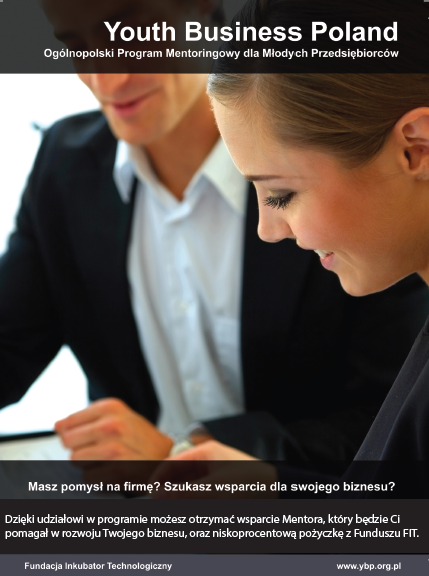 Youth Business Poland
Ogólnopolski Program Mentoringowy dla Młodych Przedsiębiorców
Masz pomysł na firmę? Szukasz wsparcia dla swojego biznesu?
Dzięki udziałowi w programie możesz otrzymać wsparcie Mentora, który będzie Ci
pomagał w rozwoju Twojego biznesu, oraz niskoprocentową pożyczkę z Funduszu FIT.
Fundacja Inkubator Technologiczny www.ybp.org.pl